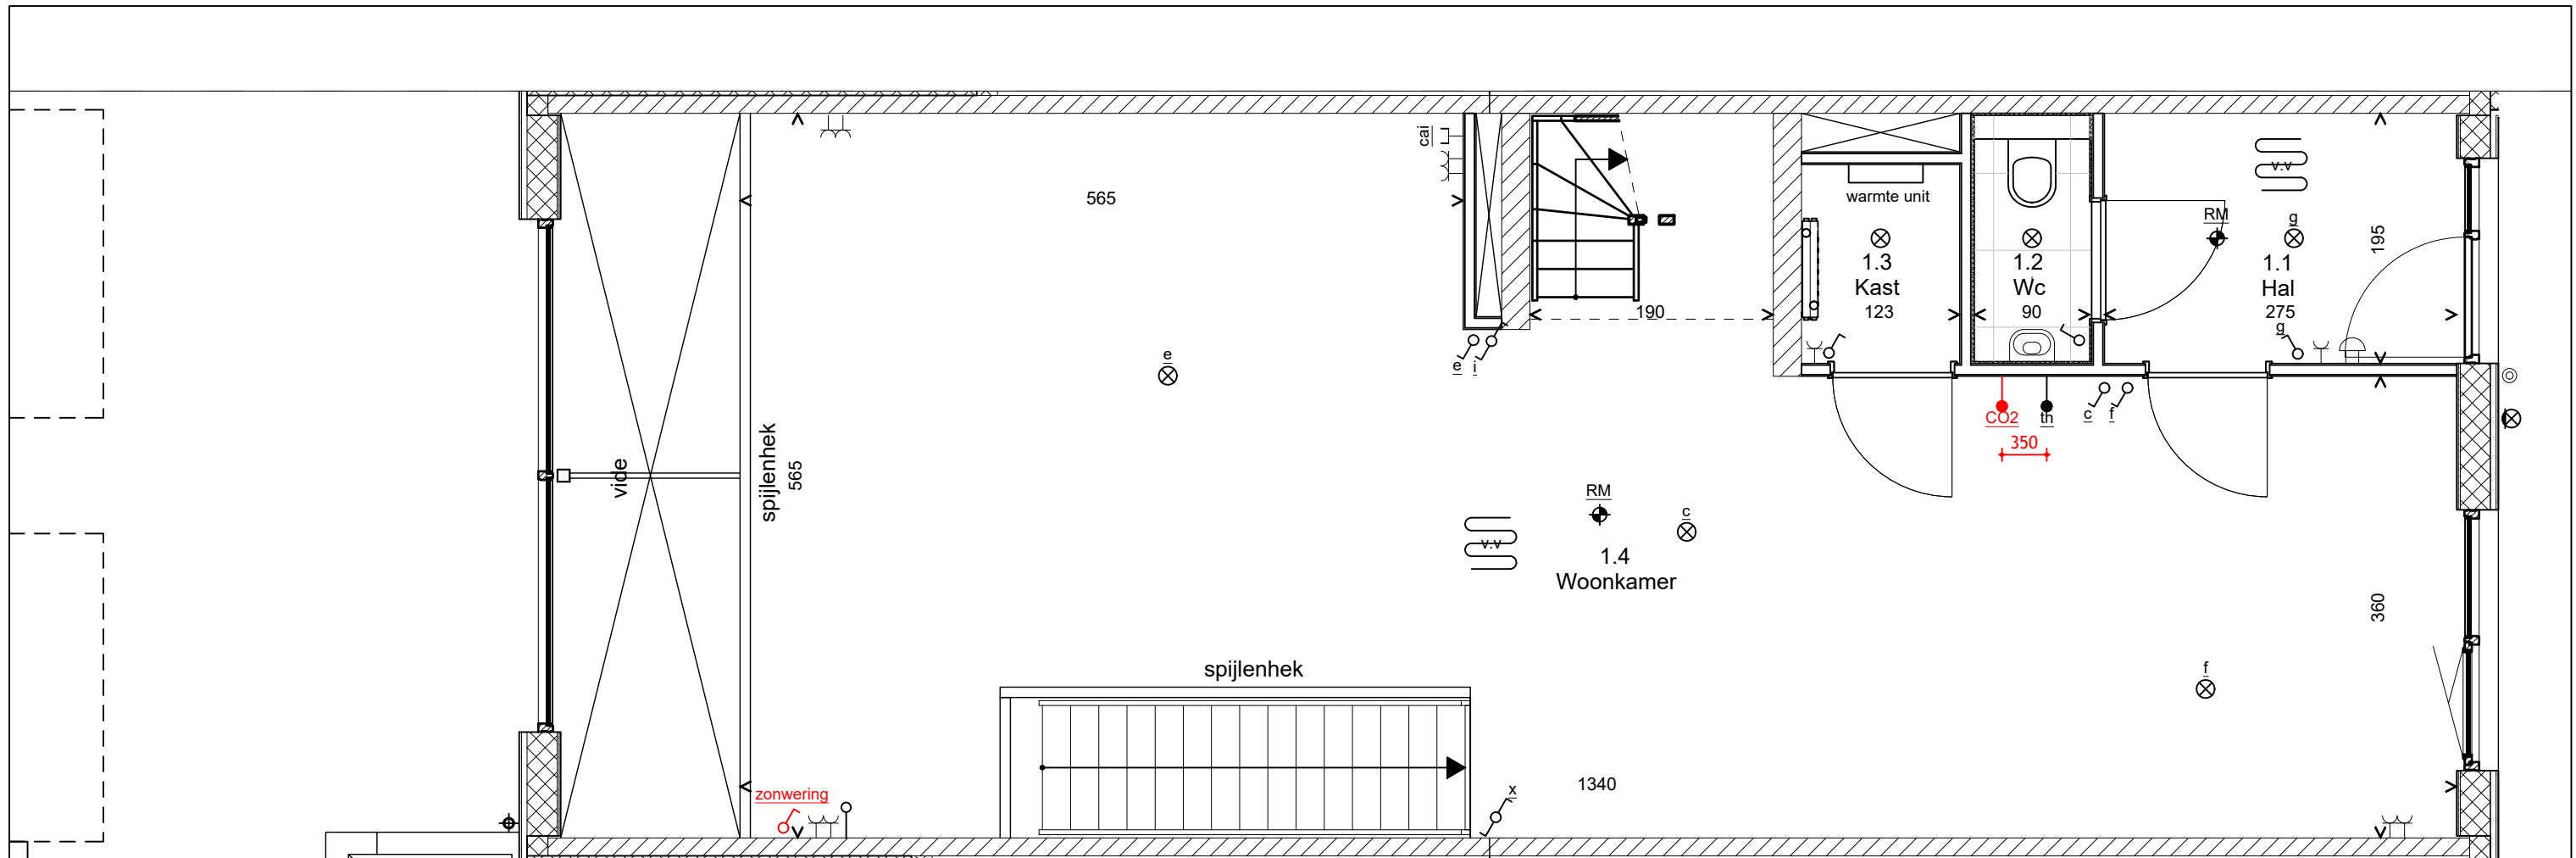 cai
565
warmte unit
RM
g
v.v
195
1.3
Kast
123
1.2
Wc
90
1.1
Hal
275
g
190
e
e
i
CO2
th
c
f
350
vide
spijlenhek
565
RM
c
v.v
1.4
Woonkamer
360
spijlenhek
f
zonwering
1340
x